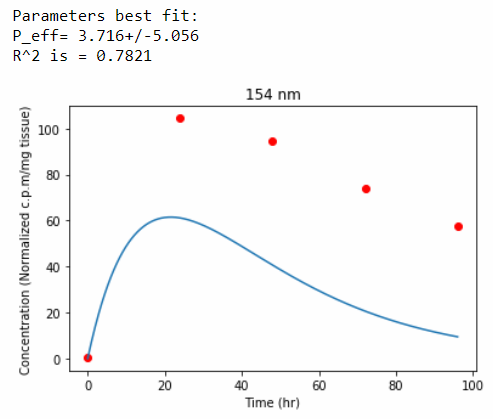 Parameters best fit:
P_eff= 3.716+/-5.056
R^2 is = 0.7821
154 nm
Concentration (Normalized c.p.m/mg tissue)
100
80
60
40
20
0
0 20 40 60 80 100
Time (hr)